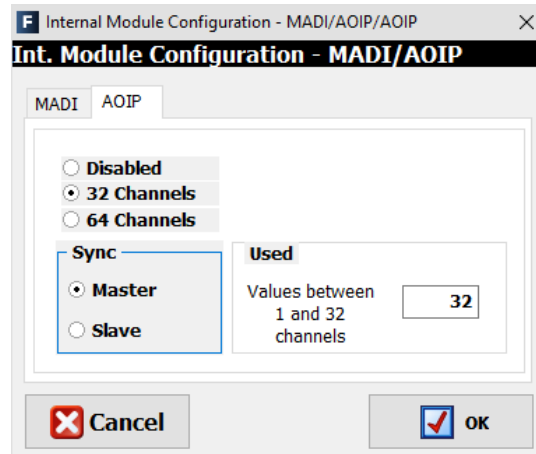 F Internal Module Configuration - MADI/AOIP/AOIP
Int. Module Configuration - MADI/AOIP
MADI AOIP
Disabled
32 Channels
64 Channels
Sync
Master
Slave
Used
Values between
1 and 32
channels
32
Cancel
OK